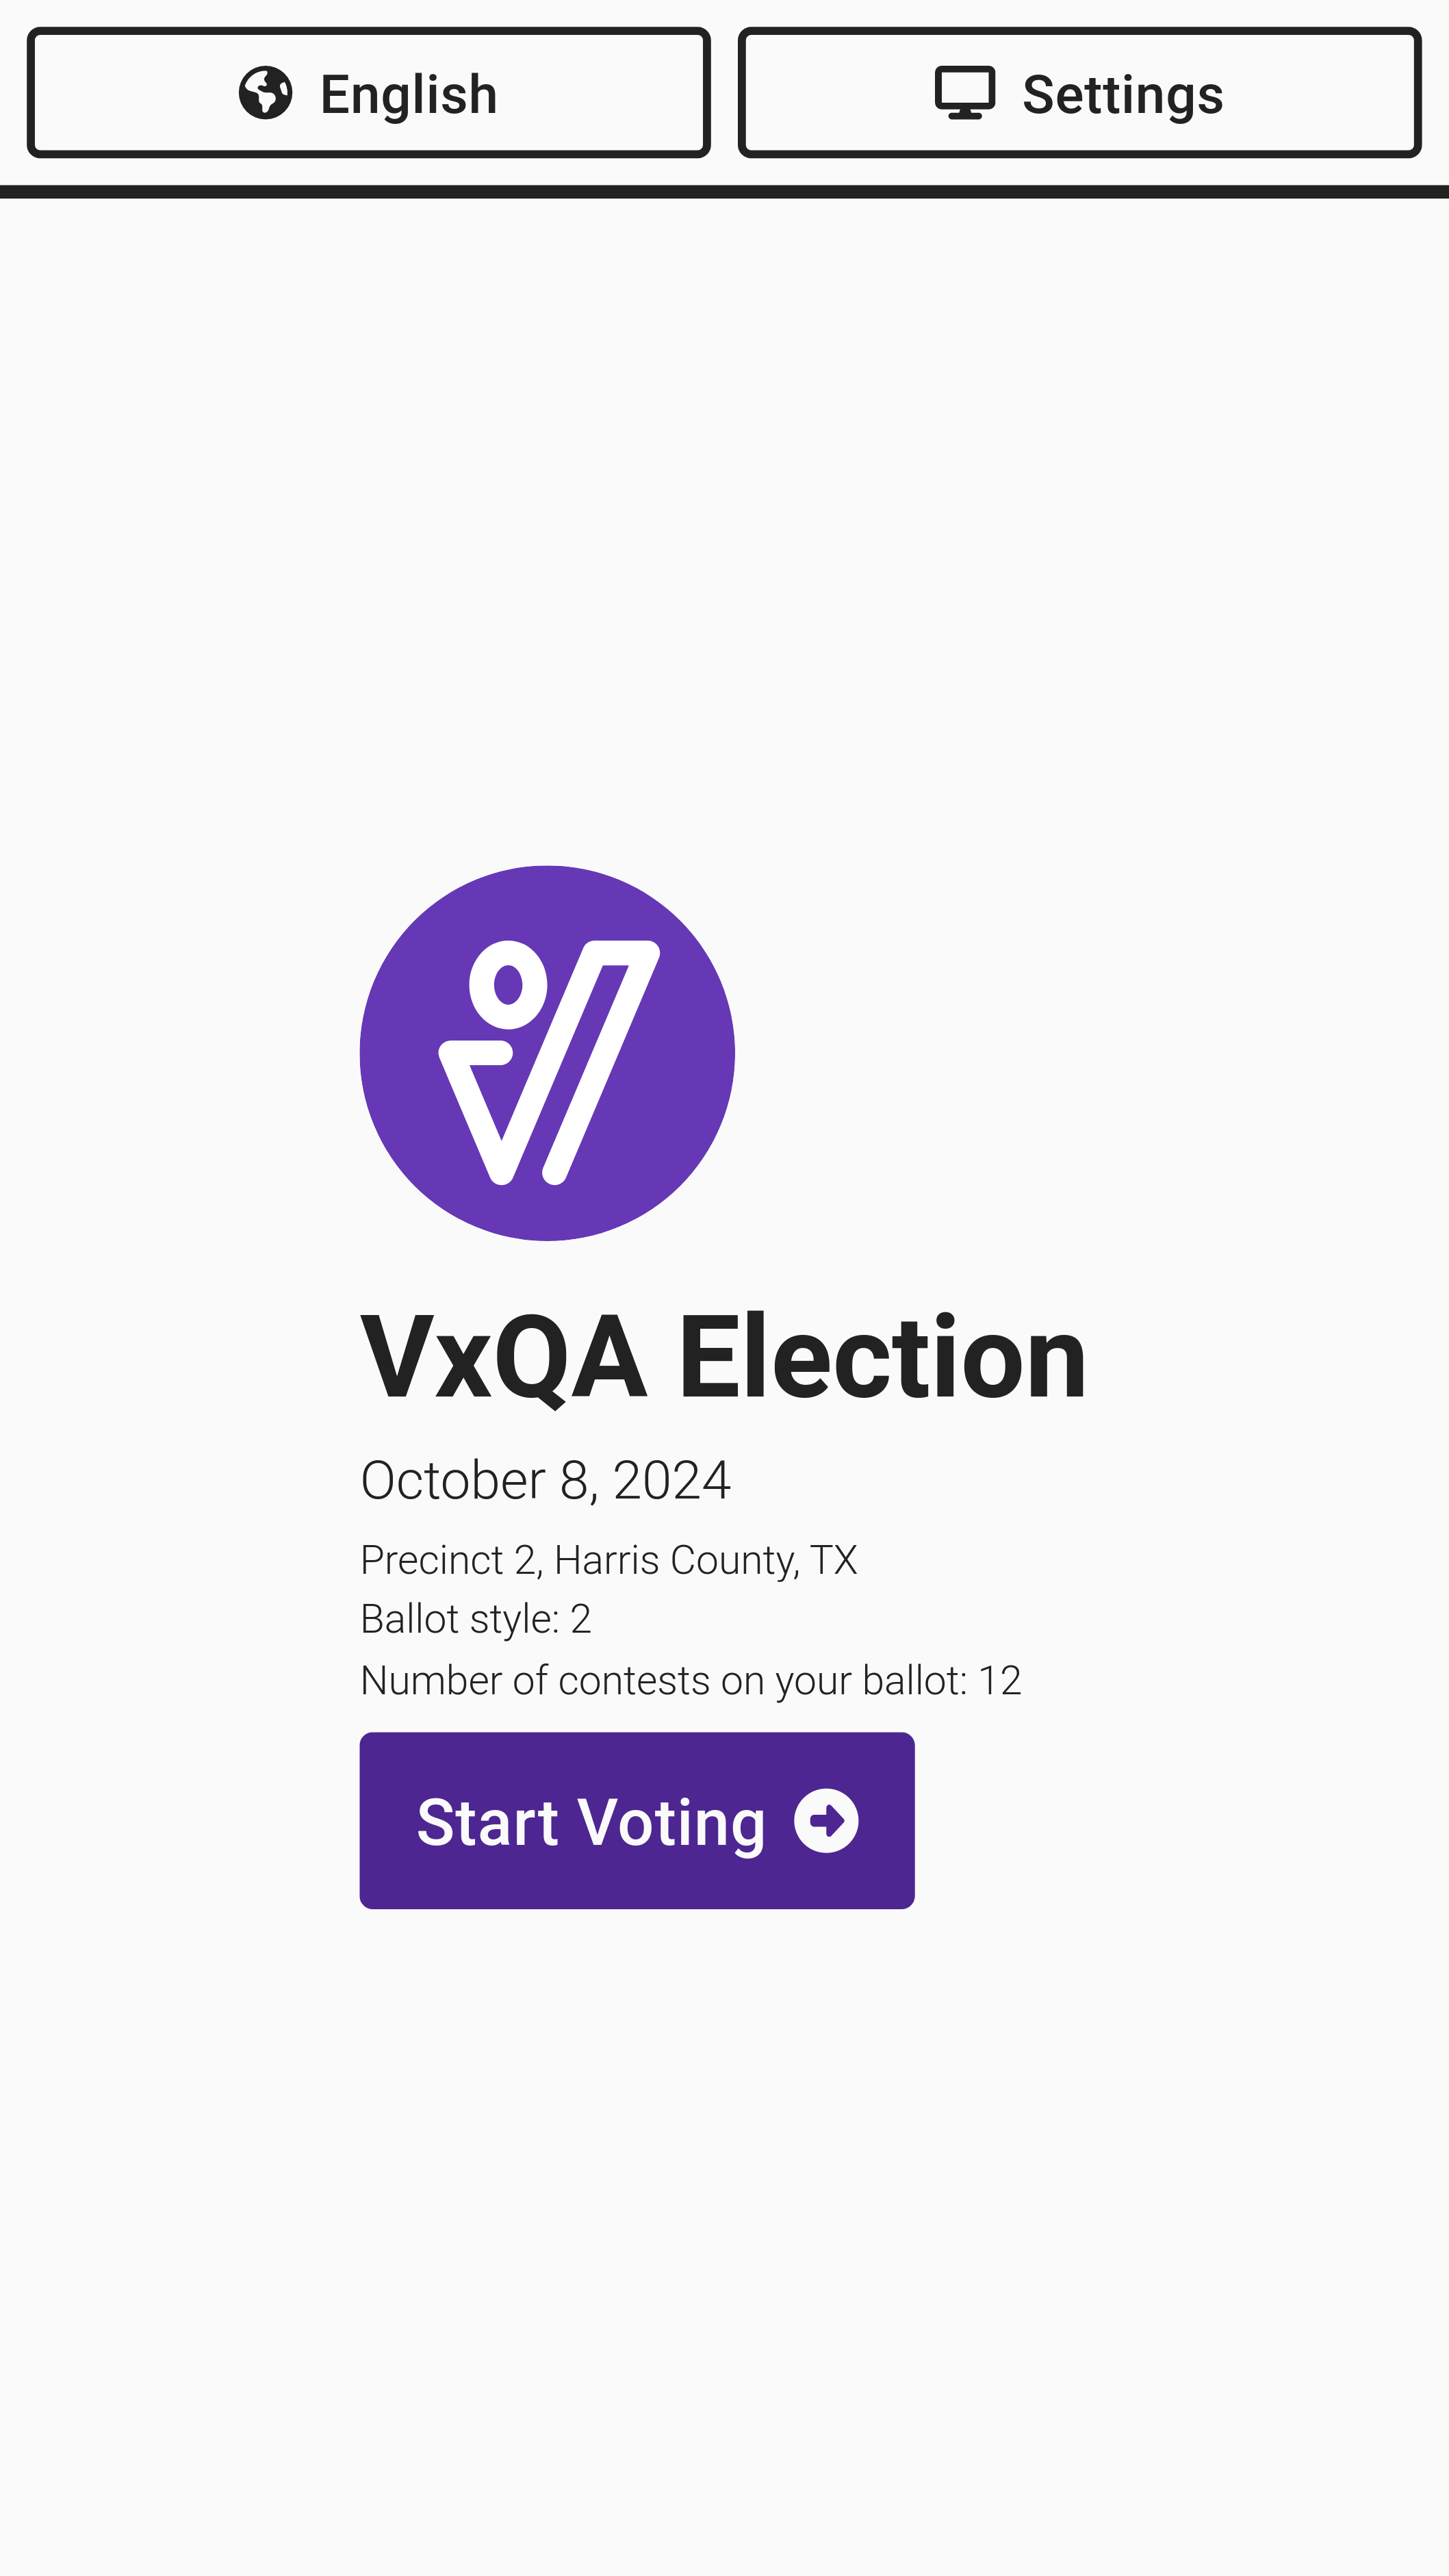 English
Settings
VxQA Election
October 8, 2024
Precinct 2, Harris County, TX
Ballot style: 2
Number of contests on your ballot: 12
Start Voting